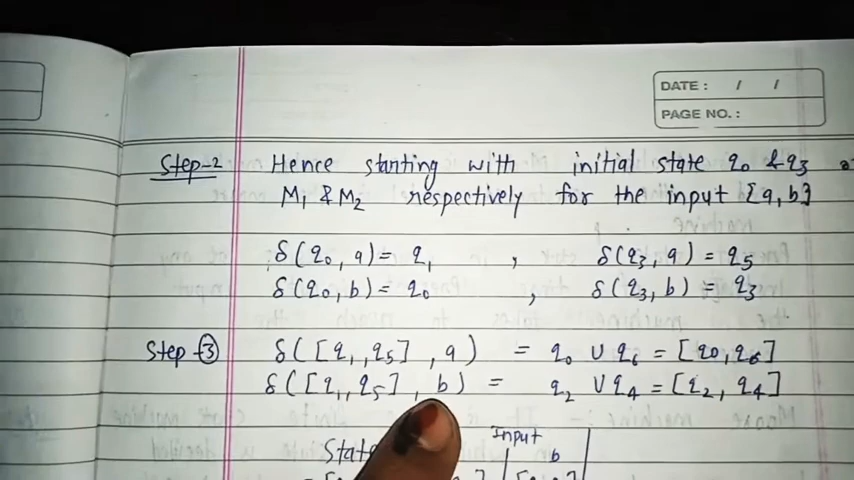 DATE : / /
PAGE NO. :
Step-2 Hence starting with initial state q0 & q3
M1 & M2 respectively for the input {a, b}
δ(q0, a) = q1 , δ(q3, a) = q5
δ(q0, b) = q0 , δ(q3, b) = q3
Step-3 δ([q1, q5], a) = q0 ∪ q6 = [q0, q6]
δ([q1, q5], b) = q2 ∪ q4 = [q2, q4]
State Input
b